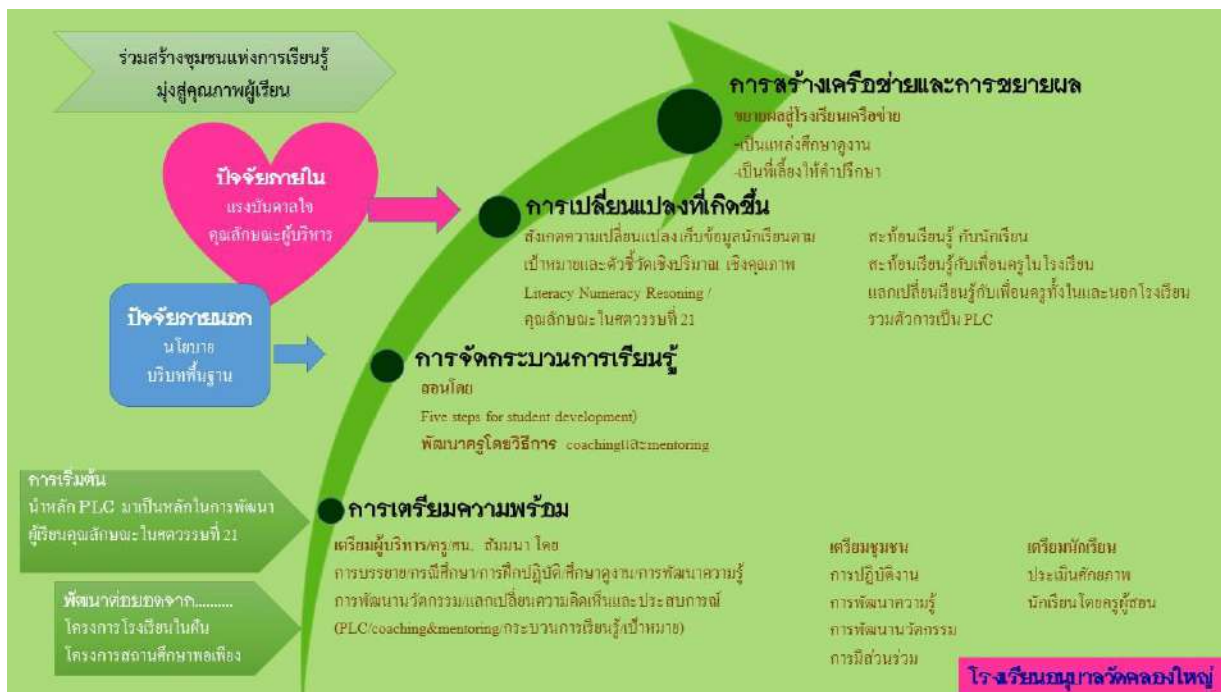 ร่วมสร้างชุมชนแห่งการเรียนรู้
มุ่งสู่คุณภาพผู้เรียน
ปัจจัยภายใน
แรงบันดาลใจ
คุณลักษณะผู้บริหาร
ปัจจัยภายนอก
นโยบาย
บริบทพื้นฐาน
การเริ่มต้น
นำหลัก PLC มาเป็นหลักในการพัฒนา
ผู้เรียนคุณลักษณะในศตวรรษที่ 21
พัฒนาต่อยอดจาก..........
โครงการโรงเรียนในฝัน
โครงการสถานศึกษาพอเพียง
การสร้างเครือข่ายและการขยายผล
ขยายผลสู่โรงเรียนเครือข่าย
-เป็นแหล่งศึกษาดูงาน
-เป็นพี่เลี้ยงให้คำปรึกษา
การเปลี่ยนแปลงที่เกิดขึ้น
สังเกตความเปลี่ยนแปลงเก็บข้อมูลนักเรียนตาม
เป้าหมายและตัวชี้วัดเชิงปริมาณ เชิงคุณภาพ
Literacy Numeracy Resoning /
คุณลักษณะในศตวรรษที่ 21
สะท้อนเรียนรู้ กับนักเรียน
สะท้อนเรียนรู้กับเพื่อนครูในโรงเรียน
แลกเปลี่ยนเรียนรู้กับเพื่อนครูทั้งในและนอกโรงเรียน
รวมตัวการเป็น PLC
การจัดกระบวนการเรียนรู้
สอนโดย
Five steps for student development)
พัฒนาครูโดยวิธีการ coachingและmentoring
การเตรียมความพร้อม
เตรียมผู้บริหาร/ครู/ศน. สัมมนา โดย
การบรรยาย/กรณีศึกษา/การฝึกปฏิบัติ/ศึกษาดูงาน/การพัฒนาความรู้
การพัฒนานวัตกรรม/แลกเปลี่ยนความคิดเห็นและประสบการณ์
(PLC/coaching&mentoring/กระบวนการเรียนรู้/เป้าหมาย)
เตรียมชุมชน
การปฏิบัติงาน
การพัฒนาความรู้
การพัฒนานวัตกรรม
การมีส่วนร่วม
เตรียมนักเรียน
ประเมินศักยภาพ
นักเรียนโดยครูผู้สอน
โรงเรียนอนุบาลวัดคลองใหญ่